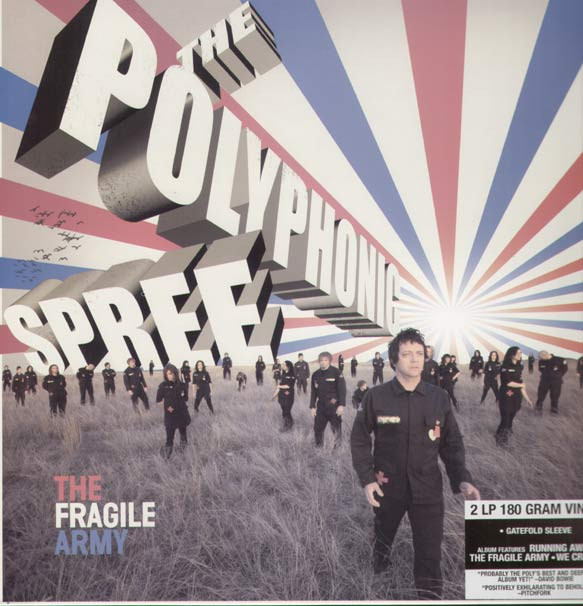 THE
POLYPHONIC
SPREE
THE
FRAGILE
ARMY
2 LP 180 GRAM VIN
• GATEFOLD SLEEVE
ALBUM FEATURES RUNNING AW
THE FRAGILE ARMY • WE CR
"PROBABLY THE POLY'S BEST AND DEEP
ALBUM YET!" –DAVID BOWIE
"POSITIVELY EXHILARATING TO BEHOL
–PITCHFORK